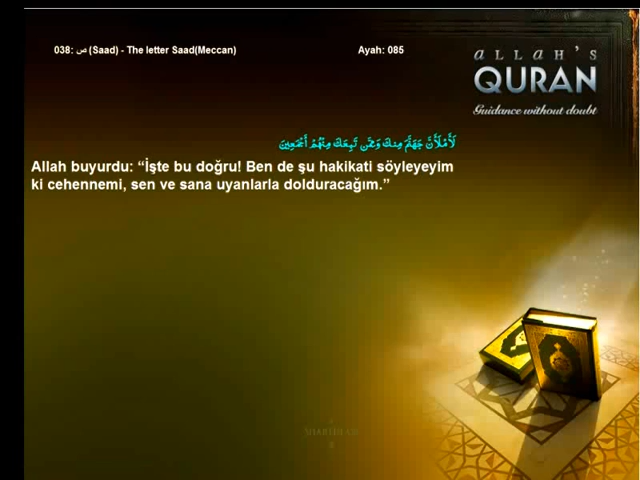 038: ص (Saad) - The letter Saad(Meccan)
Ayah: 085
ALLAH'S
QURAN
Guidance without doubt
لَأَمْلَأَنَّ جَهَنَّمَ مِنكَ وَمِمَّن تَبِعَكَ مِنْهُمْ أَجْمَعِينَ
Allah buyurdu: “İşte bu doğru! Ben de şu hakikati söyleyeyim
ki cehennemi, sen ve sana uyanlarla dolduracağım.”